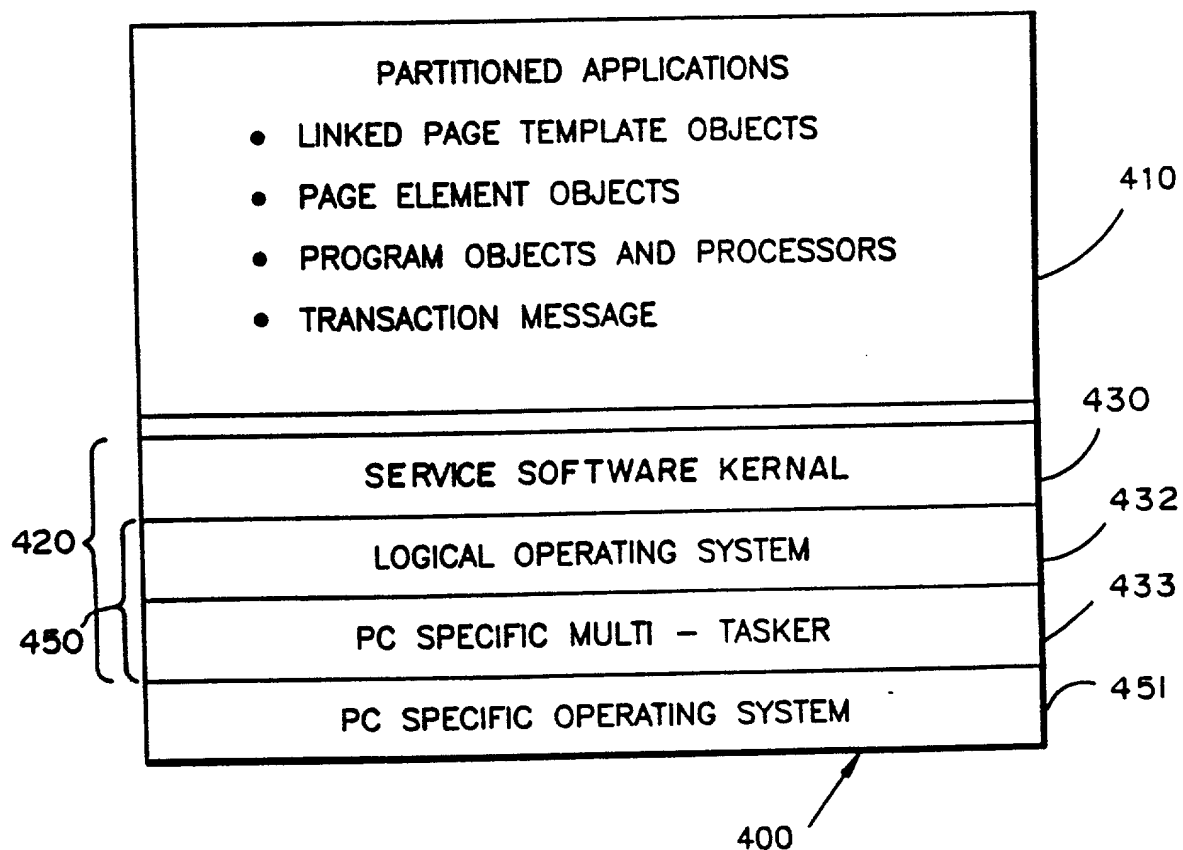 PARTITIONED APPLICATIONS
• LINKED PAGE TEMPLATE OBJECTS
• PAGE ELEMENT OBJECTS
• PROGRAM OBJECTS AND PROCESSORS
• TRANSACTION MESSAGE
410
430
SERVICE SOFTWARE KERNAL
432
420
LOGICAL OPERATING SYSTEM
433
450
PC SPECIFIC MULTI - TASKER
451
PC SPECIFIC OPERATING SYSTEM
400